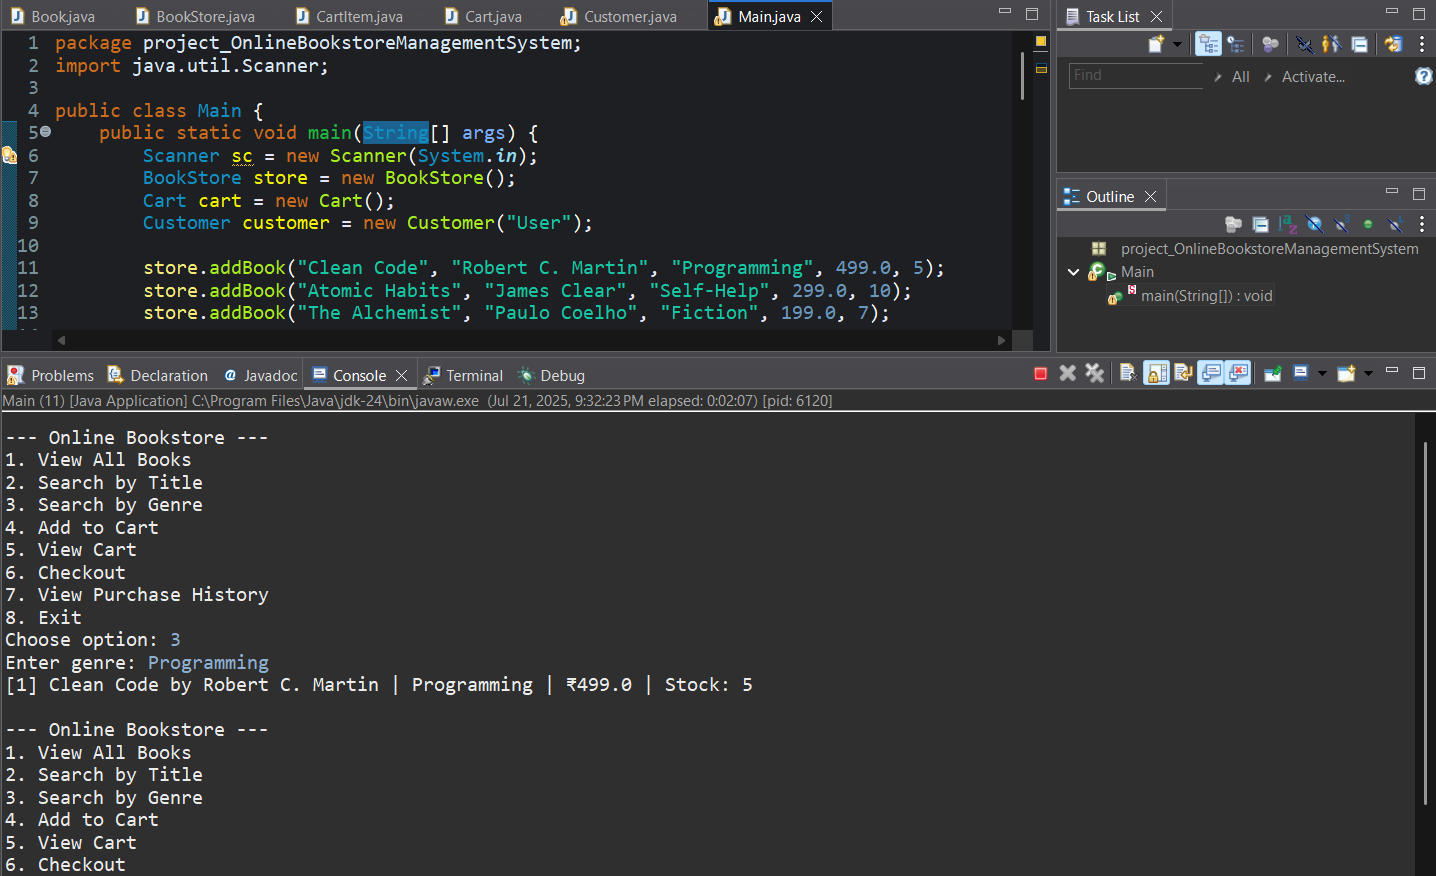 Book.java BookStore.java CartItem.java Cart.java Customer.java Main.java
1 package project_OnlineBookstoreManagementSystem;
2 import java.util.Scanner;
3
4 public class Main {
5 public static void main(String[] args) {
6 Scanner sc = new Scanner(System.in);
7 BookStore store = new BookStore();
8 Cart cart = new Cart();
9 Customer customer = new Customer("User");
10
11 store.addBook("Clean Code", "Robert C. Martin", "Programming", 499.0, 5);
12 store.addBook("Atomic Habits", "James Clear", "Self-Help", 299.0, 10);
13 store.addBook("The Alchemist", "Paulo Coelho", "Fiction", 199.0, 7);
Task List
Find All Activate...
Outline
project_OnlineBookstoreManagementSystem
Main
main(String[]) : void
Problems Declaration Javadoc Console Terminal Debug
Main (11) [Java Application] C:\Program Files\Java\jdk-24\bin\javaw.exe (Jul 21, 2025, 9:32:23 PM elapsed: 0:02:07) [pid: 6120]
--- Online Bookstore ---
1. View All Books
2. Search by Title
3. Search by Genre
4. Add to Cart
5. View Cart
6. Checkout
7. View Purchase History
8. Exit
Choose option: 3
Enter genre: Programming
[1] Clean Code by Robert C. Martin | Programming | ₹499.0 | Stock: 5
--- Online Bookstore ---
1. View All Books
2. Search by Title
3. Search by Genre
4. Add to Cart
5. View Cart
6. Checkout